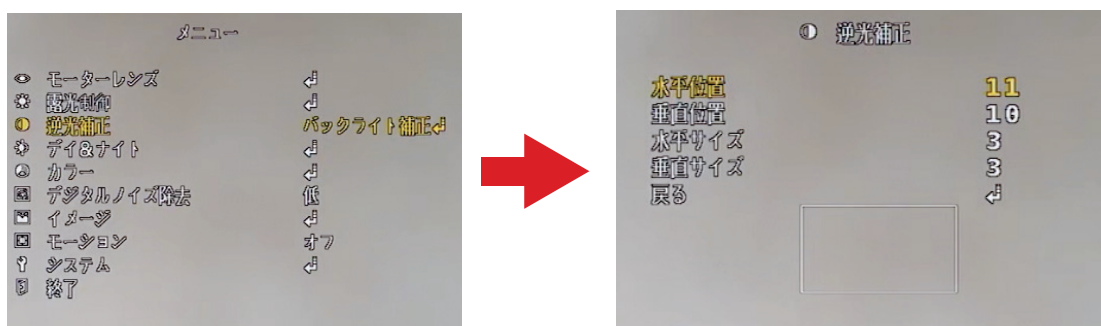 メニュー
モーターレンズ ↲
露光制御 ↲
逆光補正 バックライト補正↲
デイ&ナイト ↲
カラー ↲
デジタルノイズ除去 低
イメージ ↲
モーション オフ
システム ↲
終了
逆光補正
水平位置 11
垂直位置 10
水平サイズ 3
垂直サイズ 3
戻る ↲